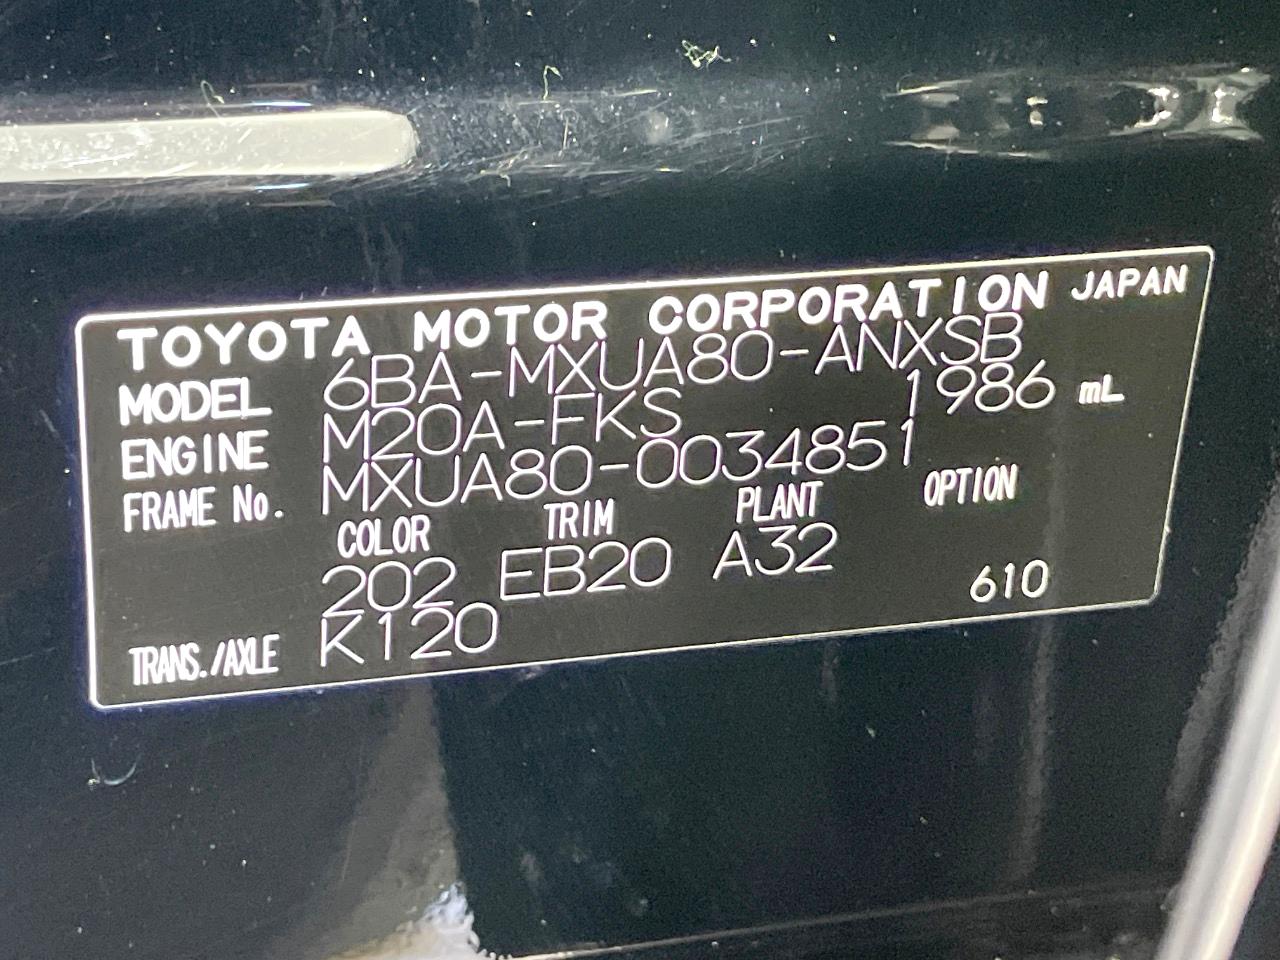 TOYOTA MOTOR CORPORATION JAPAN
MODEL 6BA-MXUA80-ANXSB
ENGINE M20A-FKS 1986 mL
FRAME No. MXUA80-0034851
COLOR TRIM PLANT OPTION
202 EB20 A32
TRANS./AXLE K120 610